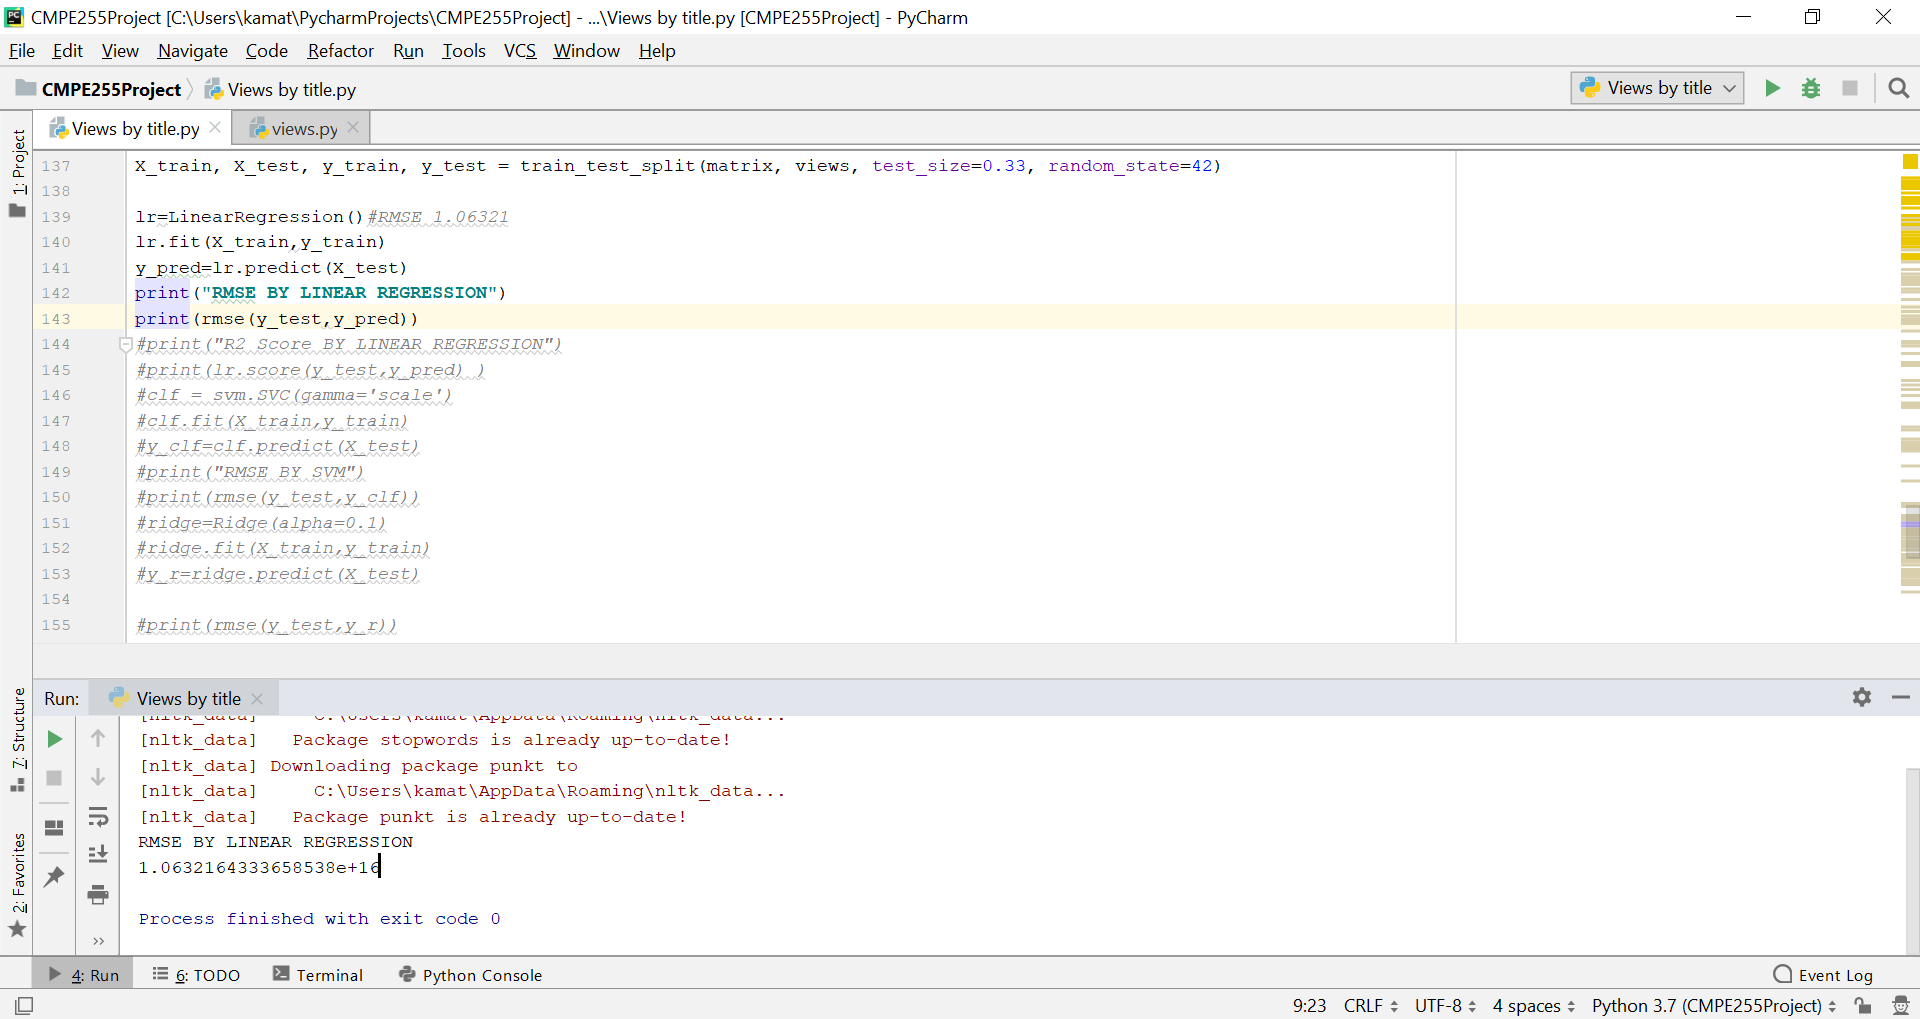 CMPE255Project [C:\Users\kamat\PycharmProjects\CMPE255Project] - ...\Views by title.py [CMPE255Project] - PyCharm
File Edit View Navigate Code Refactor Run Tools VCS Window Help
CMPE255Project Views by title.py Views by title
Views by title.py views.py
1: Project
137 X_train, X_test, y_train, y_test = train_test_split(matrix, views, test_size=0.33, random_state=42)
138
139 lr=LinearRegression()#RMSE 1.06321
140 lr.fit(X_train,y_train)
141 y_pred=lr.predict(X_test)
142 print("RMSE BY LINEAR REGRESSION")
143 print(rmse(y_test,y_pred))
144 #print("R2 Score BY LINEAR REGRESSION")
145 #print(lr.score(y_test,y_pred) )
146 #clf = svm.SVC(gamma='scale')
147 #clf.fit(X_train,y_train)
148 #y_clf=clf.predict(X_test)
149 #print("RMSE BY SVM")
150 #print(rmse(y_test,y_clf))
151 #ridge=Ridge(alpha=0.1)
152 #ridge.fit(X_train,y_train)
153 #y_r=ridge.predict(X_test)
154
155 #print(rmse(y_test,y_r))
7: Structure
2: Favorites
Run: Views by title
[nltk_data] C:\Users\kamat\AppData\Roaming\nltk_data...
[nltk_data] Package stopwords is already up-to-date!
[nltk_data] Downloading package punkt to
[nltk_data] C:\Users\kamat\AppData\Roaming\nltk_data...
[nltk_data] Package punkt is already up-to-date!
RMSE BY LINEAR REGRESSION
1.0632164333658538e+16
Process finished with exit code 0
4: Run 6: TODO Terminal Python Console Event Log
9:23 CRLF UTF-8 4 spaces Python 3.7 (CMPE255Project)